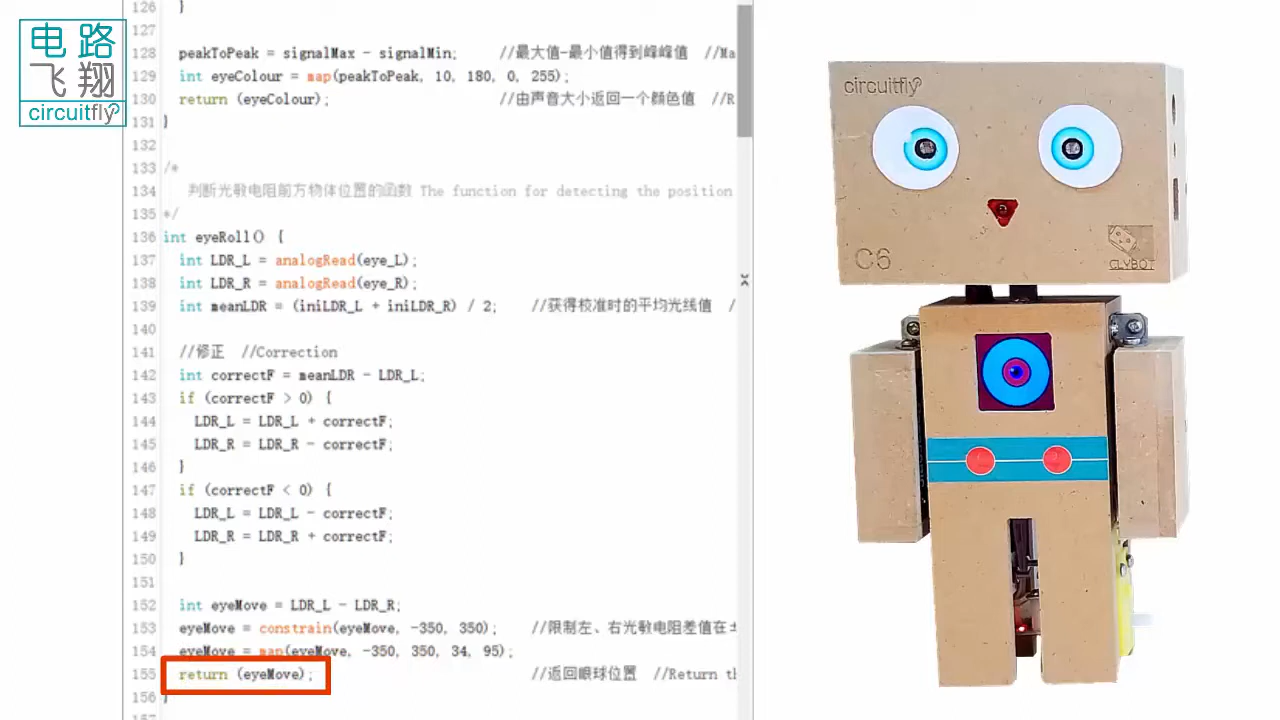 电路
飞翔
circuitfly
126 }
127
128 peakToPeak = signalMax - signalMin; //最大值-最小值得到峰峰值 //Ma
129 int eyeColour = map(peakToPeak, 10, 180, 0, 255);
130 return (eyeColour); //由声音大小返回一个颜色值 //R
131 }
132
133 /*
134 判断光敏电阻前方物体位置的函数 The function for detecting the position
135 */
136 int eyeRoll() {
137 int LDR_L = analogRead(eye_L);
138 int LDR_R = analogRead(eye_R);
139 int meanLDR = (iniLDR_L + iniLDR_R) / 2; //获得校准时的平均光线值 /
140
141 //修正 //Correction
142 int correctF = meanLDR - LDR_L;
143 if (correctF > 0) {
144 LDR_L = LDR_L + correctF;
145 LDR_R = LDR_R - correctF;
146 }
147 if (correctF < 0) {
148 LDR_L = LDR_L - correctF;
149 LDR_R = LDR_R + correctF;
150 }
151
152 int eyeMove = LDR_L - LDR_R;
153 eyeMove = constrain(eyeMove, -350, 350); //限制左、右光敏电阻差值在±
154 eyeMove = map(eyeMove, -350, 350, 34, 95);
155 return (eyeMove); //返回眼球位置 //Return th
156 }
circuitfly
C6
CLYBOT